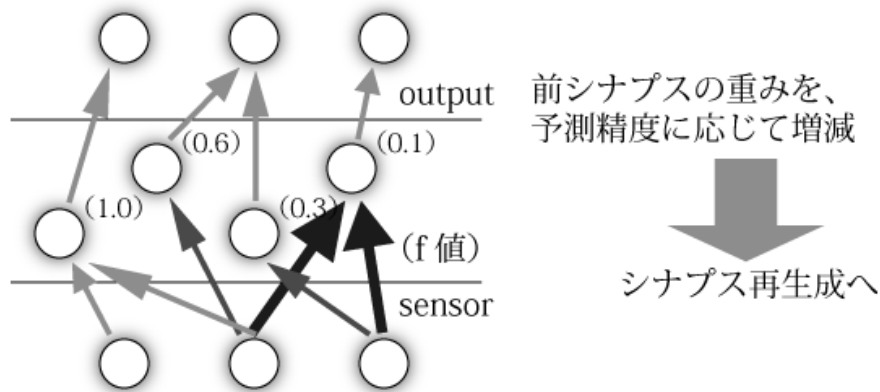 output
(0.6)
(0.1)
(1.0)
(0.3)
(f 値)
sensor
前シナプスの重みを、
予測精度に応じて増減
シナプス再生成へ